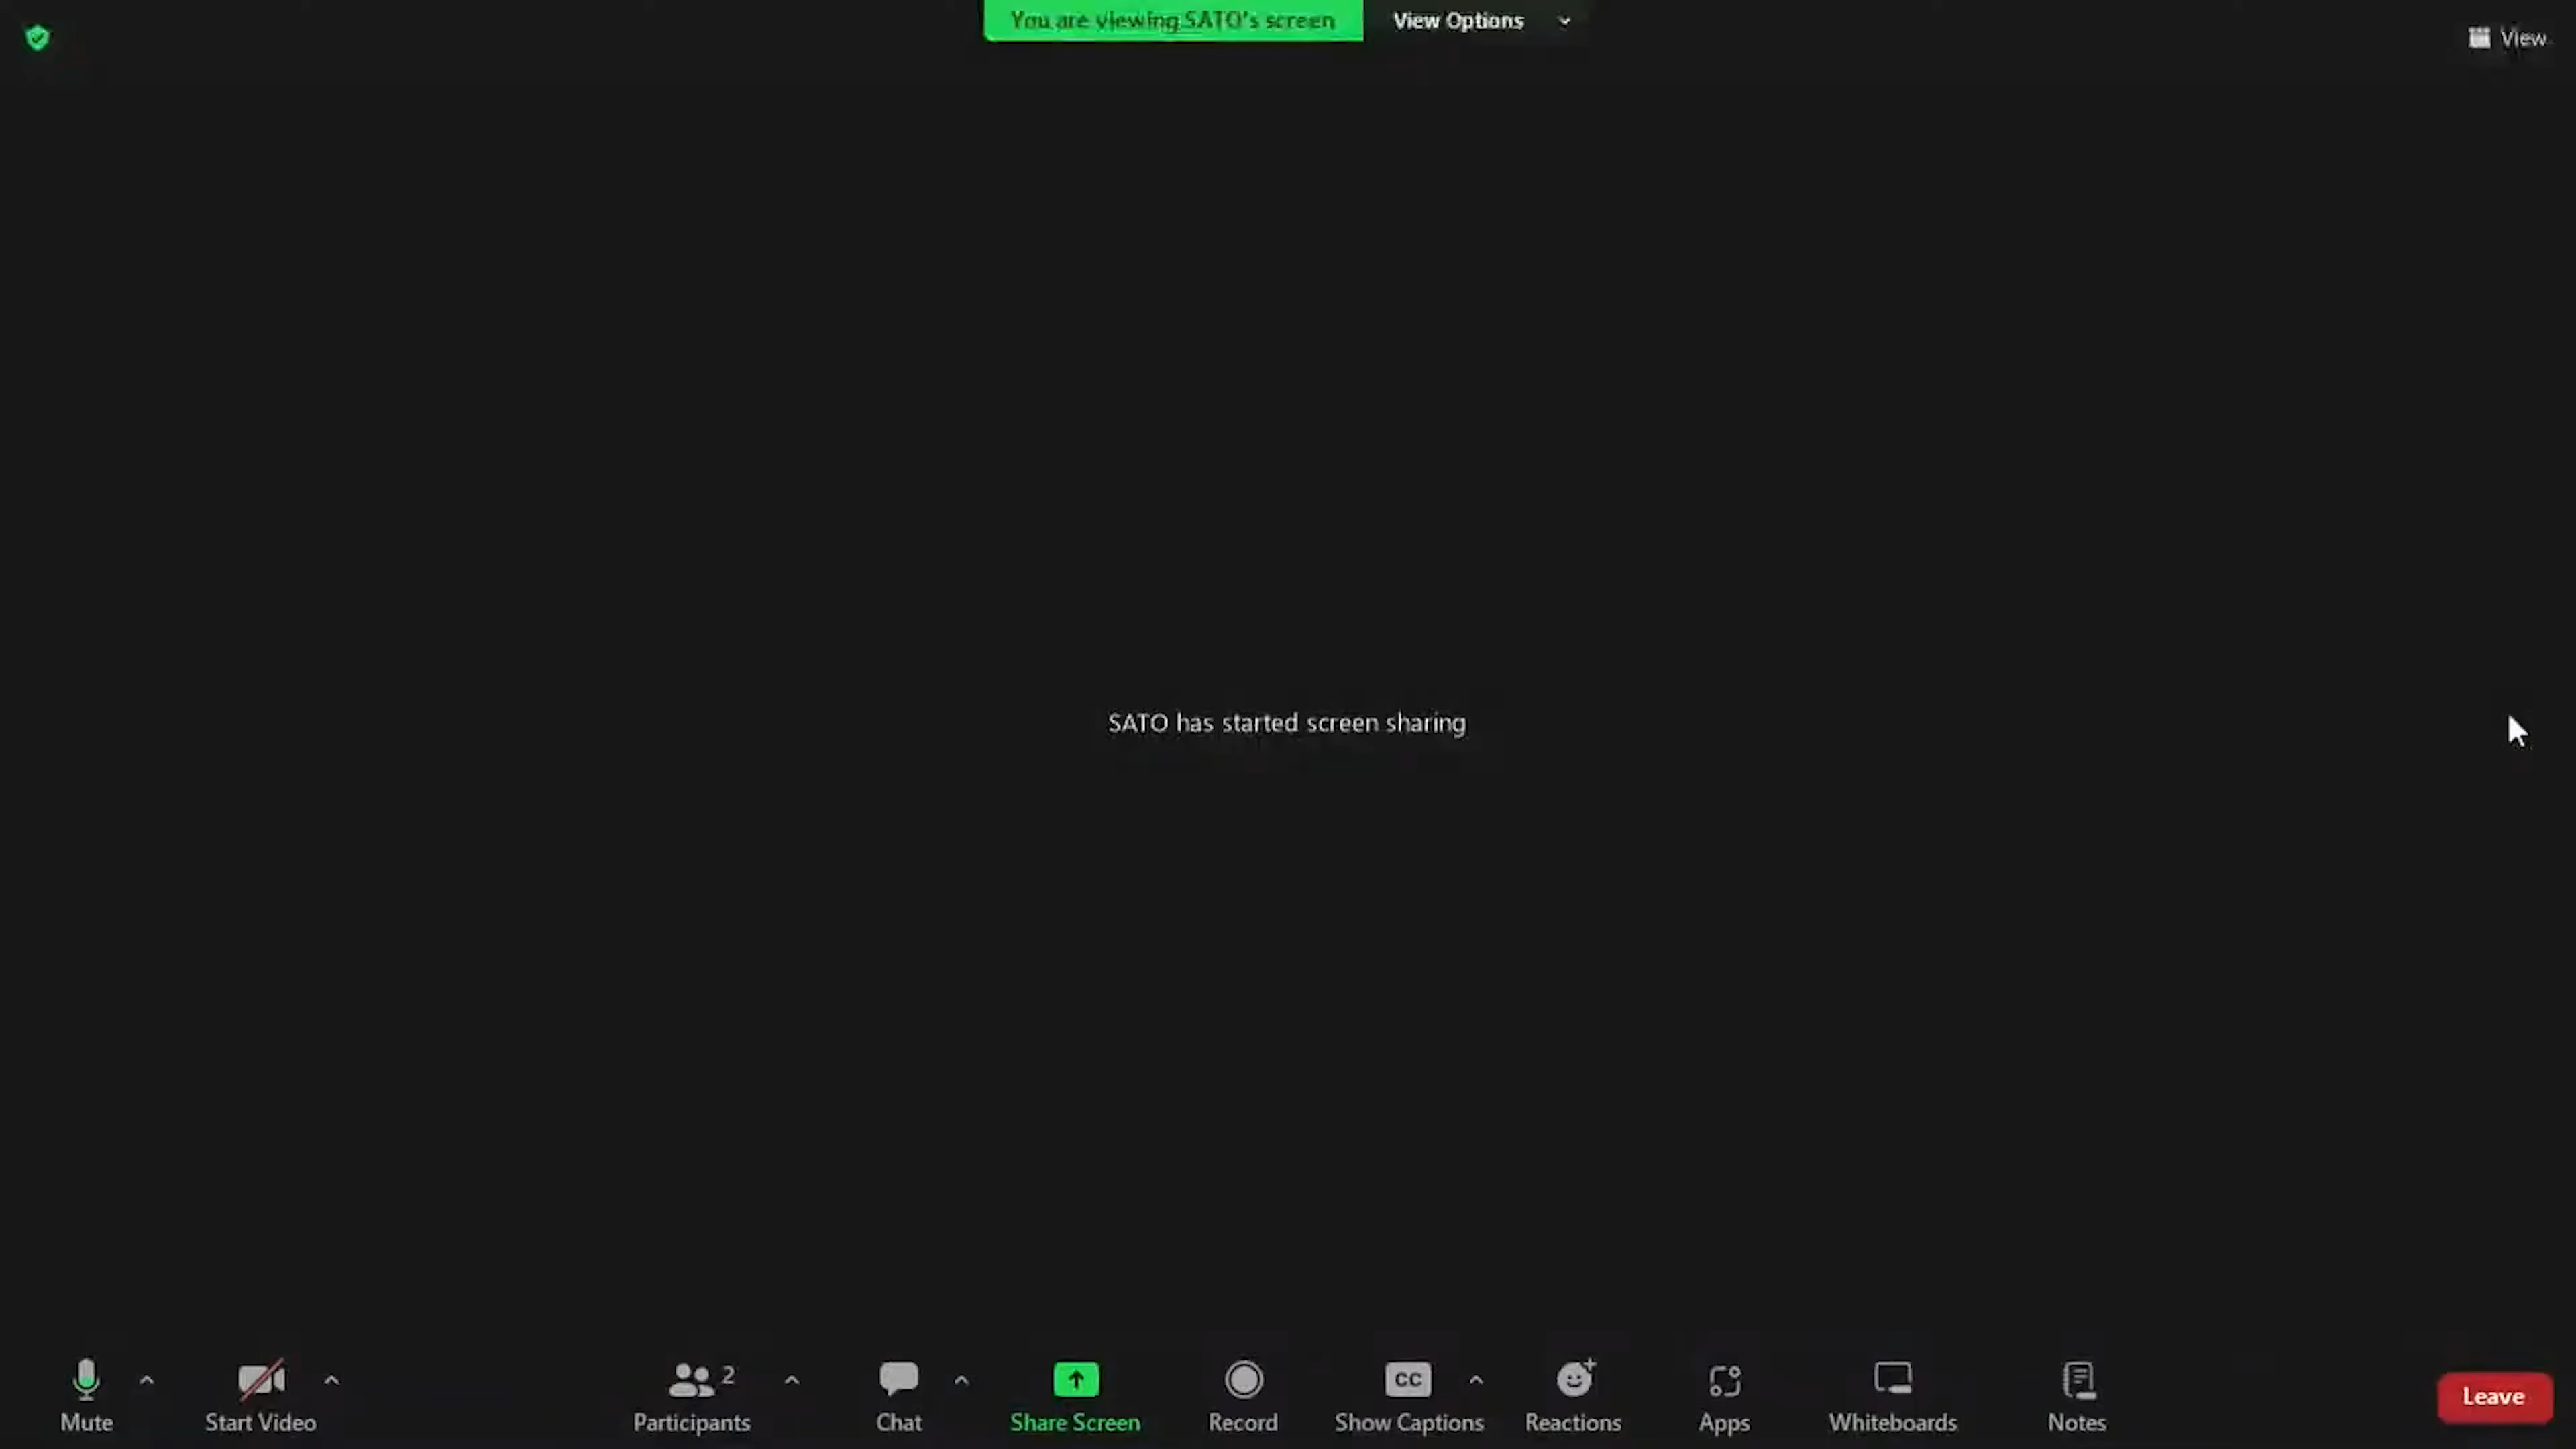 You are viewing SATO's screen
View Options
View
SATO has started screen sharing
2
CC
Mute
Start Video
Participants
Chat
Share Screen
Record
Show Captions
Reactions
Apps
Whiteboards
Notes
Leave